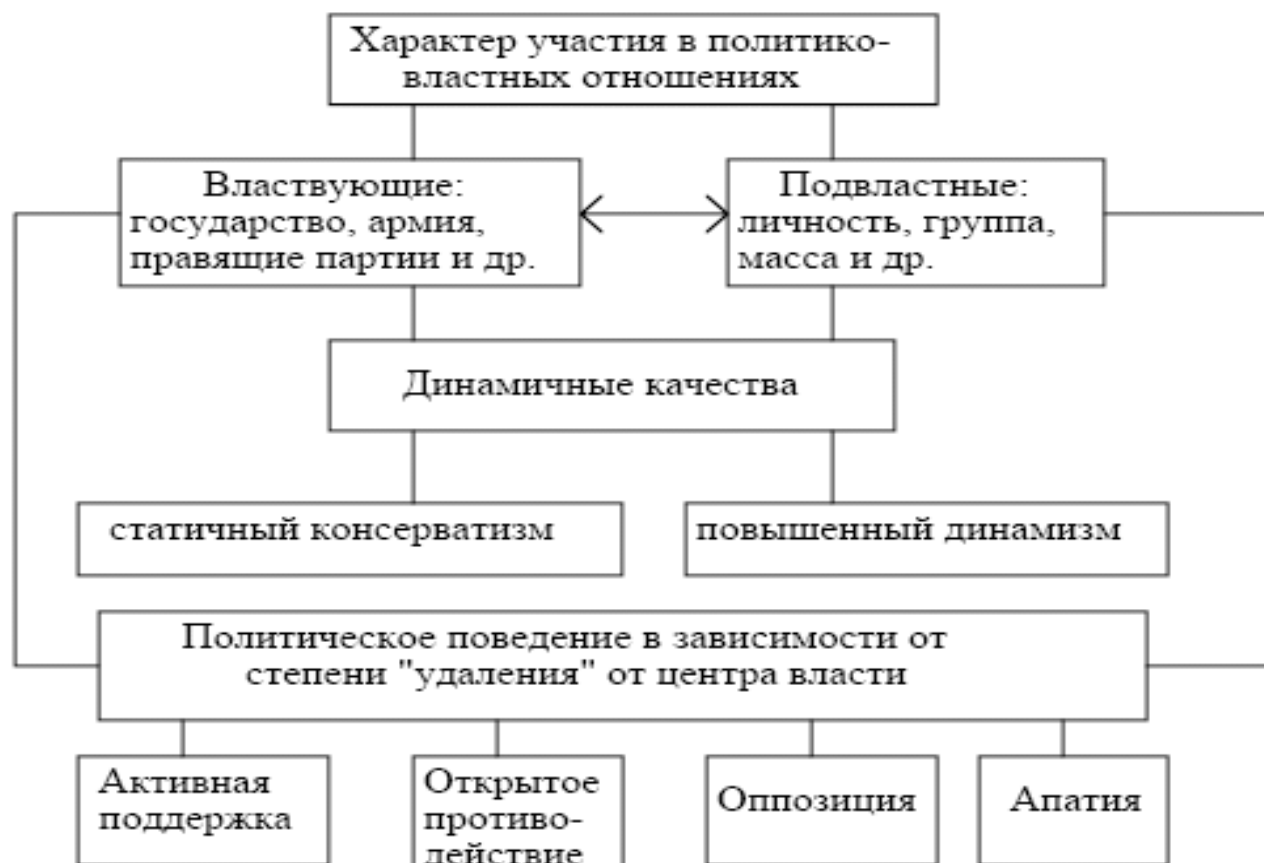 Характер участия в политико-
властных отношениях
Властвующие:
государство, армия,
правящие партии и др.
Подвластные:
личность, группа,
масса и др.
Динамичные качества
статичный консерватизм
повышенный динамизм
Политическое поведение в зависимости от
степени "удаления" от центра власти
Активная
поддержка
Открытое
противо-
действие
Оппозиция
Апатия